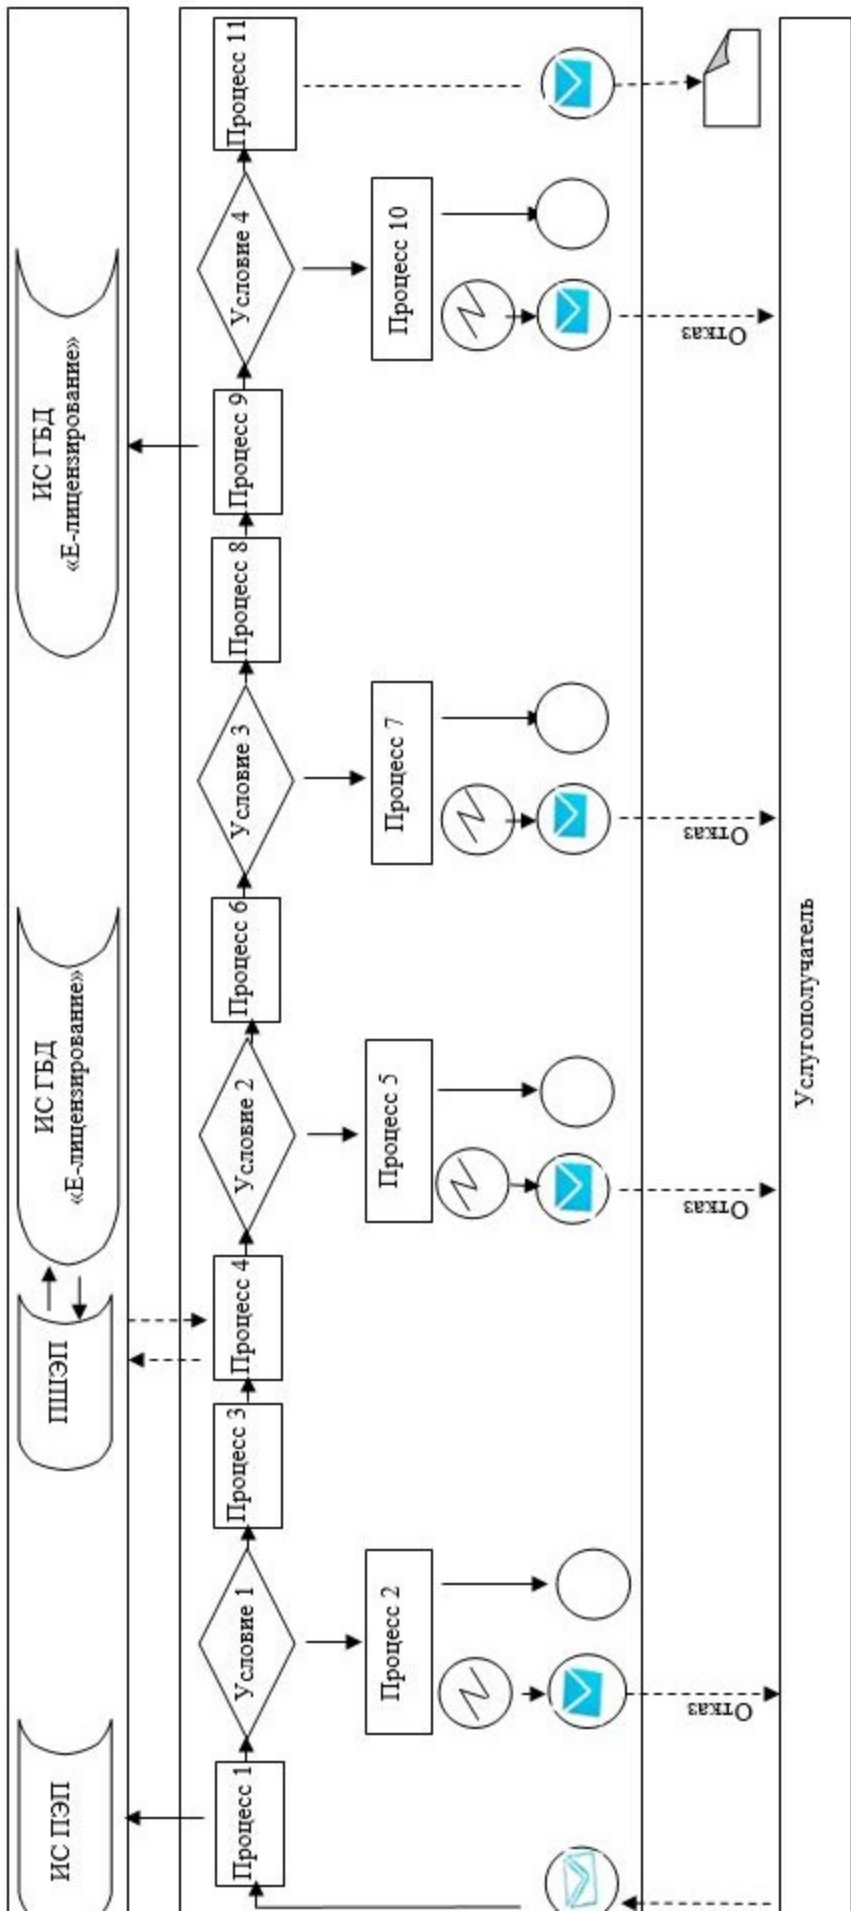 ИС ПЭП
ПШЭП
ИС ГБД
«Е-лицензирование»
ИС ГБД
«Е-лицензирование»
Процесс 1
Условие 1
Процесс 3
Процесс 4
Условие 2
Процесс 6
Условие 3
Процесс 8
Процесс 9
Условие 4
Процесс 11
Процесс 2
Процесс 5
Процесс 7
Процесс 10
Отказ
Отказ
Отказ
Отказ
Услугополучатель